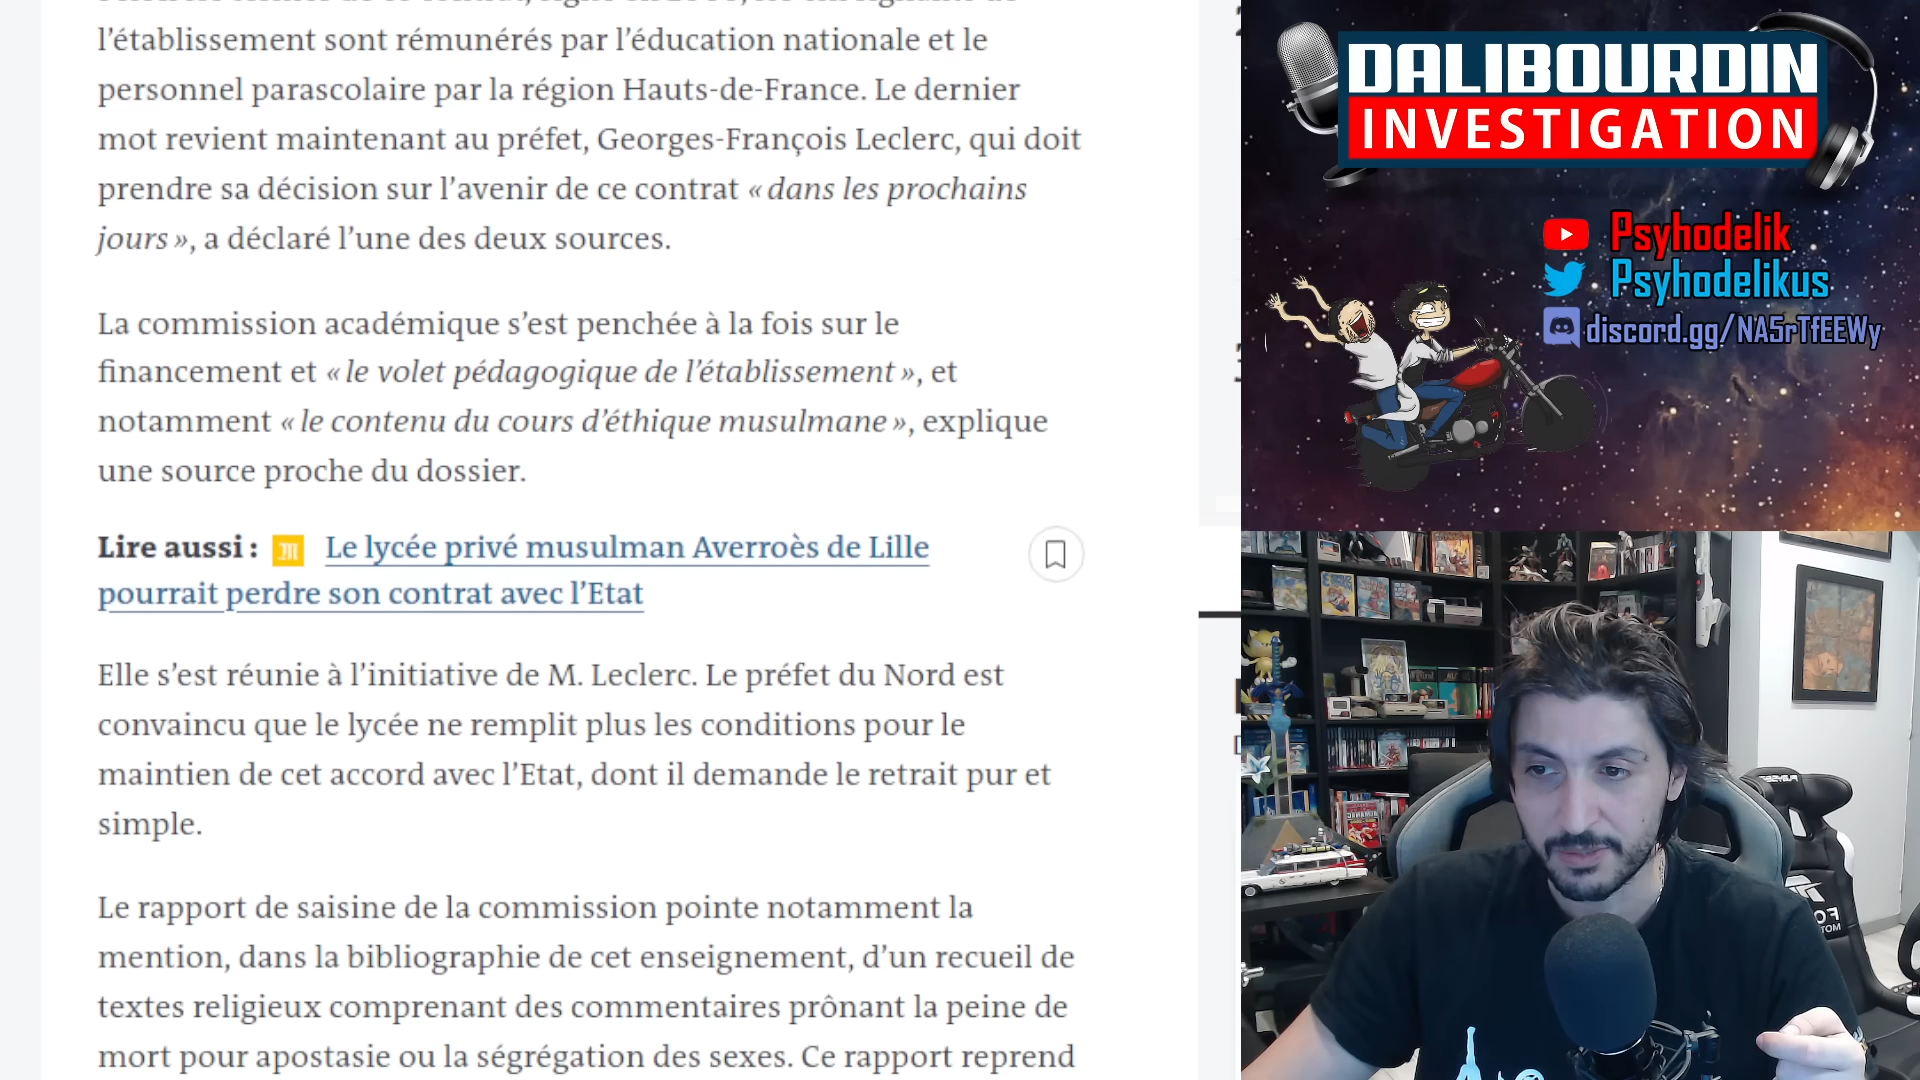 l’établissement sont rémunérés par l’éducation nationale et le
personnel parascolaire par la région Hauts-de-France. Le dernier
mot revient maintenant au préfet, Georges-François Leclerc, qui doit
prendre sa décision sur l’avenir de ce contrat « dans les prochains
jours », a déclaré l’une des deux sources.
La commission académique s’est penchée à la fois sur le
financement et « le volet pédagogique de l’établissement », et
notamment « le contenu du cours d’éthique musulmane », explique
une source proche du dossier.
Lire aussi : Le lycée privé musulman Averroès de Lille
pourrait perdre son contrat avec l’Etat
Elle s’est réunie à l’initiative de M. Leclerc. Le préfet du Nord est
convaincu que le lycée ne remplit plus les conditions pour le
maintien de cet accord avec l’Etat, dont il demande le retrait pur et
simple.
Le rapport de saisine de la commission pointe notamment la
mention, dans la bibliographie de cet enseignement, d’un recueil de
textes religieux comprenant des commentaires prônant la peine de
mort pour apostasie ou la ségrégation des sexes. Ce rapport reprend
DALIBOURDIN
INVESTIGATION
Psyhodelik
Psyhodelikus
discord.gg/NA5rTfEEWy